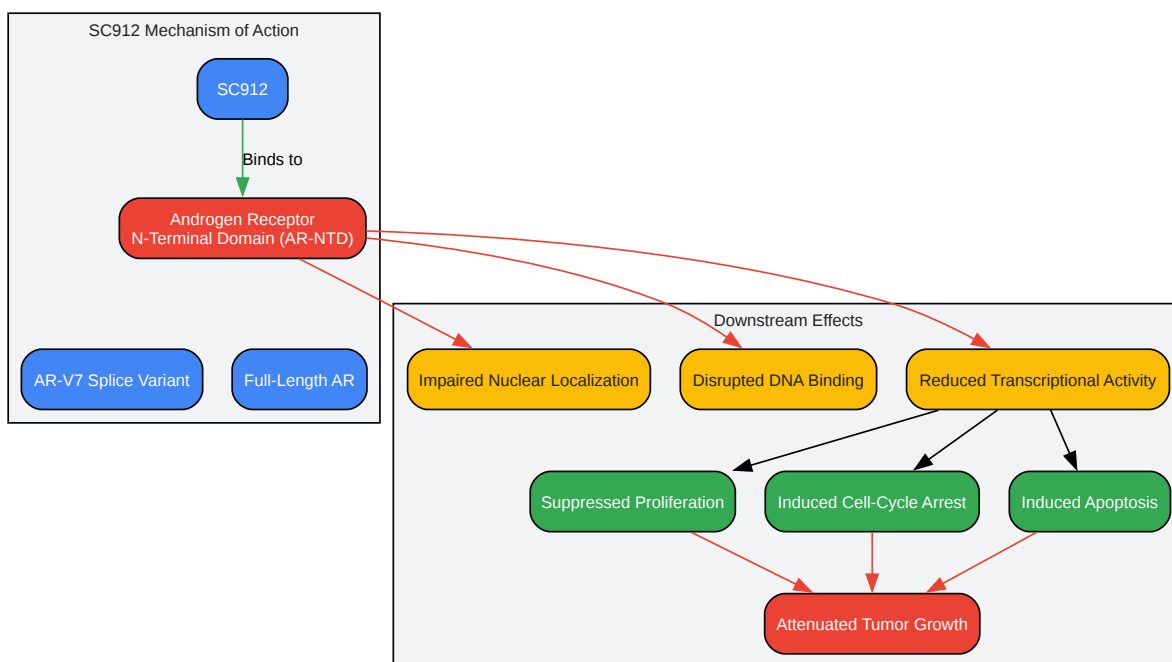 SC912 Mechanism of Action
SC912
Binds to
Androgen Receptor
N-Terminal Domain (AR-NTD)
AR-V7 Splice Variant
Full-Length AR
Downstream Effects
Impaired Nuclear Localization
Disrupted DNA Binding
Reduced Transcriptional Activity
Suppressed Proliferation
Induced Cell-Cycle Arrest
Induced Apoptosis
Attenuated Tumor Growth